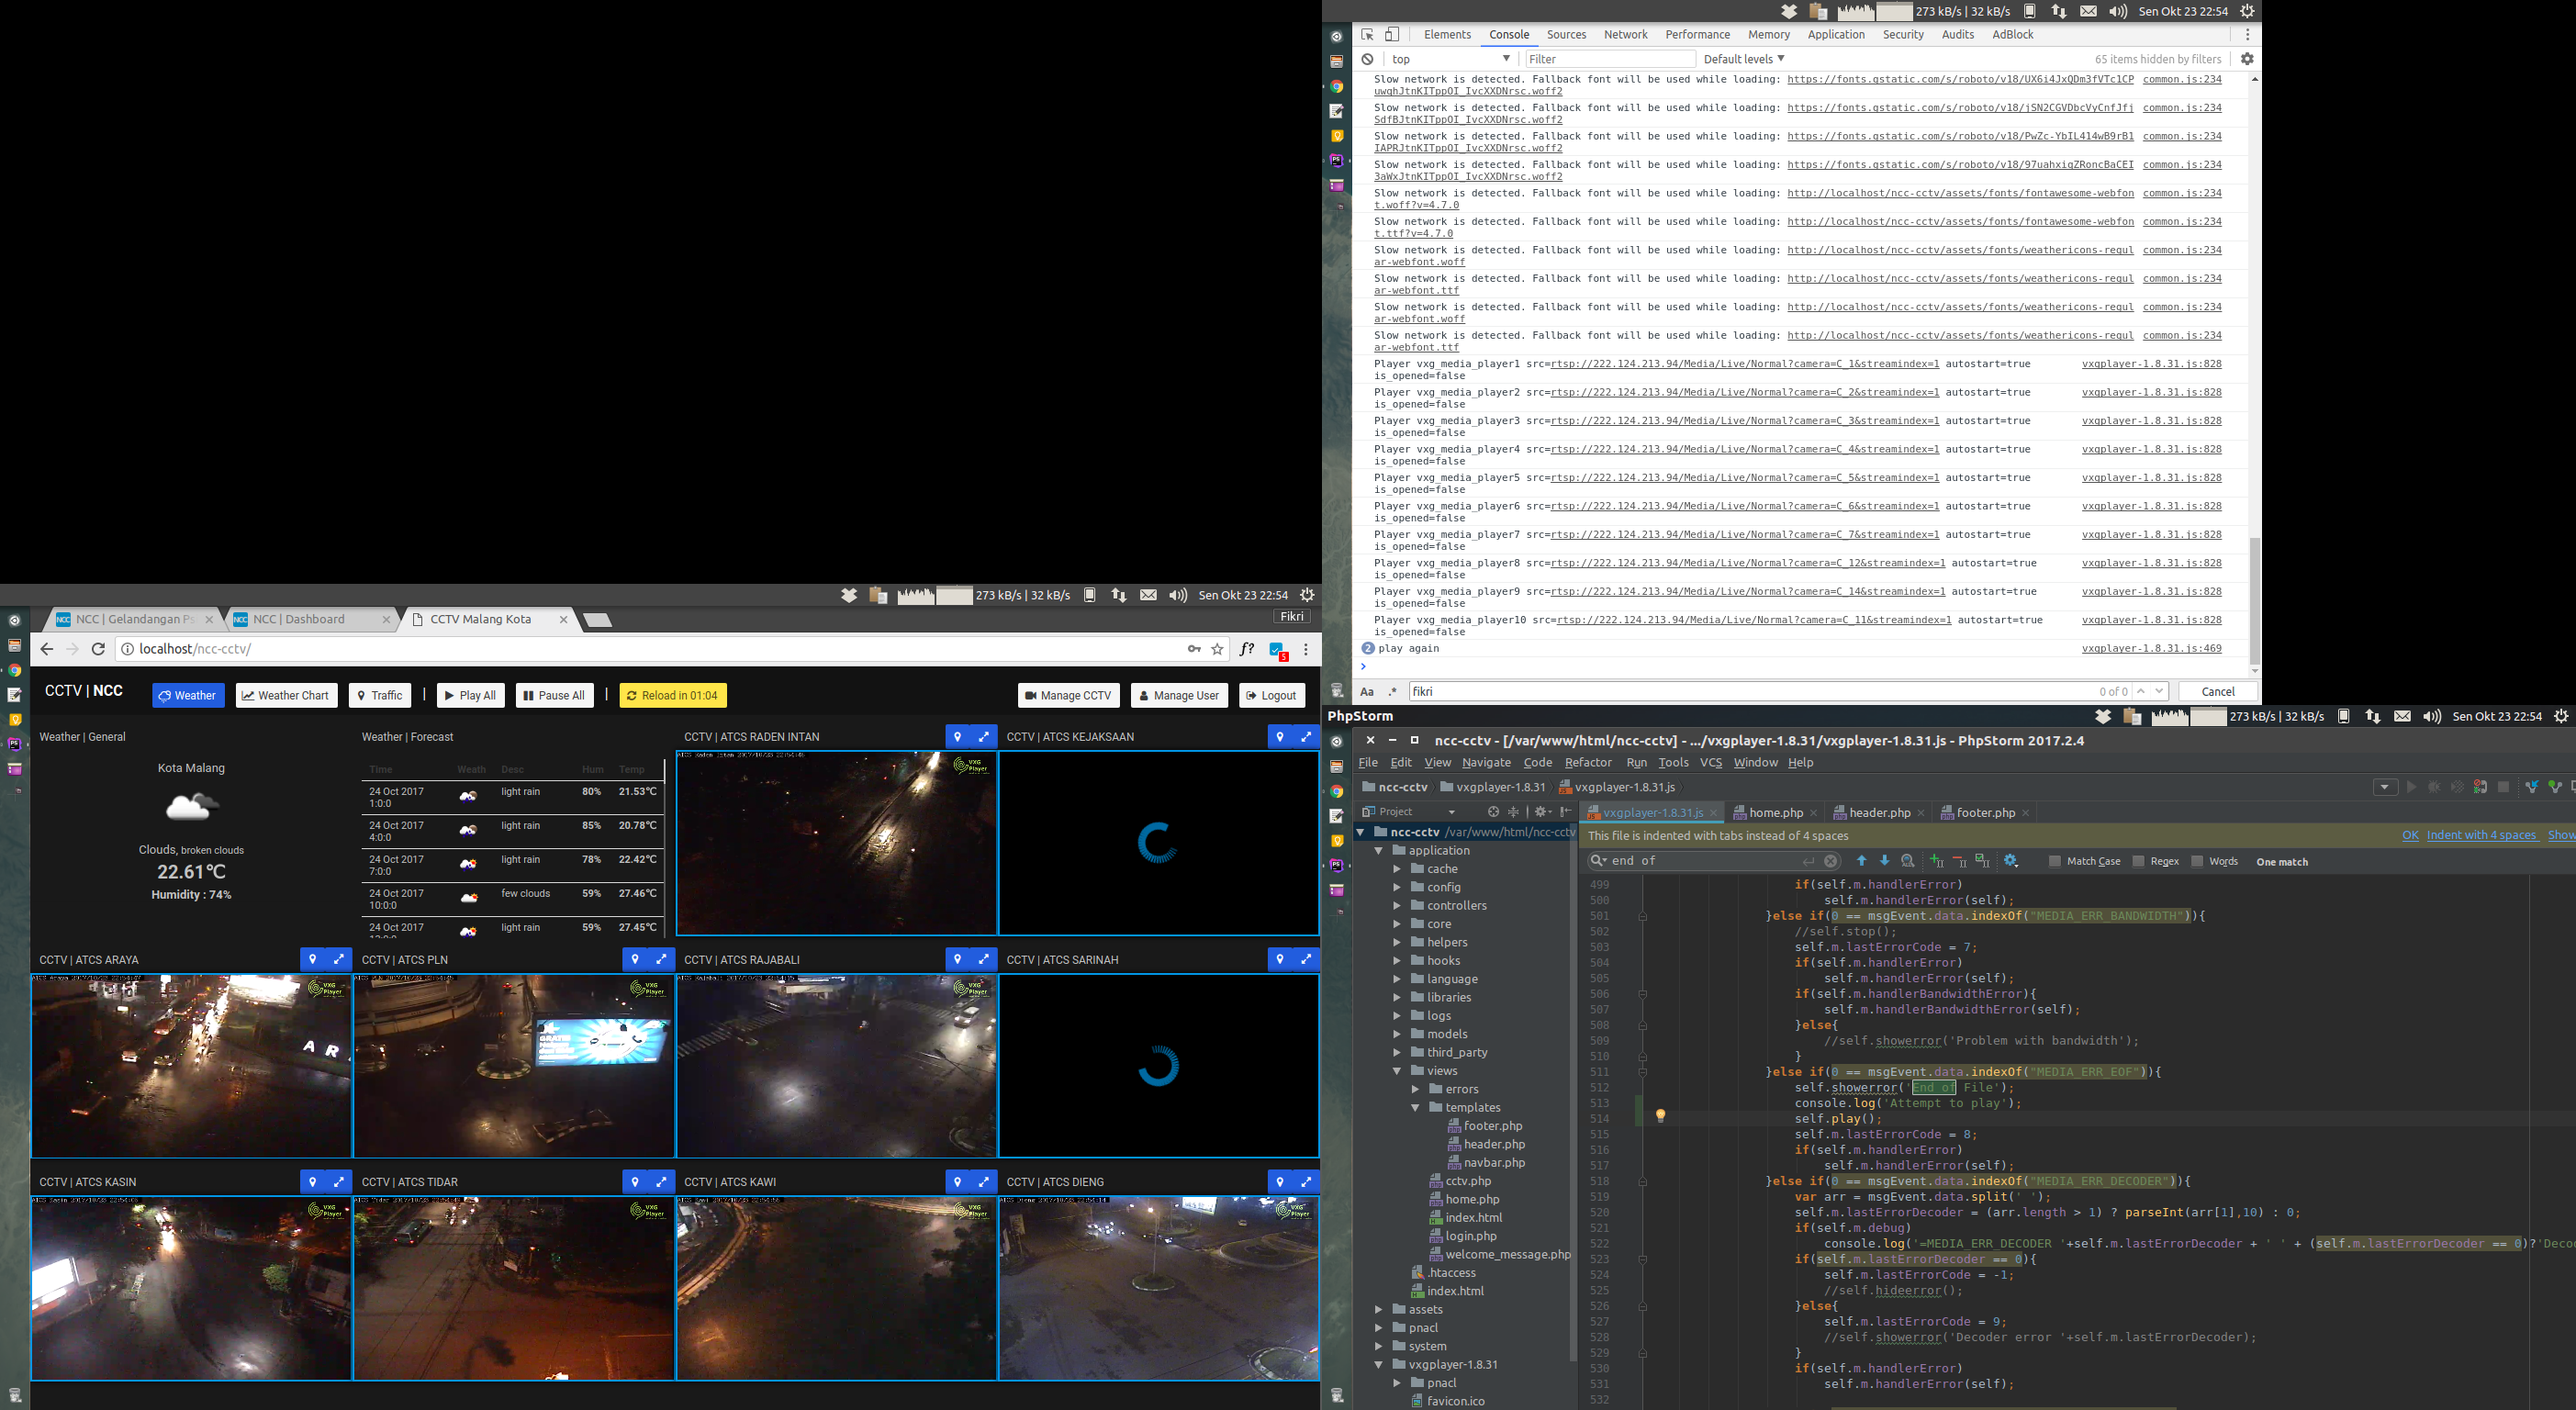 273 kB/s | 32 kB/s Sen Okt 23 22:54
Elements Console Sources Network Performance Memory Application Security Audits AdBlock
top Filter Default levels 65 items hidden by filters
Slow network is detected. Fallback font will be used while loading: https://fonts.gstatic.com/s/roboto/v18/UX6i4JxQDm3fVTc1CP common.js:234
uwqhJtnKITppOI_IvcXXDNrsc.woff2
Slow network is detected. Fallback font will be used while loading: https://fonts.gstatic.com/s/roboto/v18/jSN2CGVDbcVyCnfJfj common.js:234
SdfBJtnKITppOI_IvcXXDNrsc.woff2
Slow network is detected. Fallback font will be used while loading: https://fonts.gstatic.com/s/roboto/v18/PwZc-YbIL414wB9rB1 common.js:234
IAPRJtnKITppOI_IvcXXDNrsc.woff2
Slow network is detected. Fallback font will be used while loading: https://fonts.gstatic.com/s/roboto/v18/97uahxiqZRoncBaCEI common.js:234
3aWxJtnKITppOI_IvcXXDNrsc.woff2
Slow network is detected. Fallback font will be used while loading: http://localhost/ncc-cctv/assets/fonts/fontawesome-webfon common.js:234
t.woff?v=4.7.0
Slow network is detected. Fallback font will be used while loading: http://localhost/ncc-cctv/assets/fonts/fontawesome-webfon common.js:234
t.ttf?v=4.7.0
Slow network is detected. Fallback font will be used while loading: http://localhost/ncc-cctv/assets/fonts/weathericons-regul common.js:234
ar-webfont.woff
Slow network is detected. Fallback font will be used while loading: http://localhost/ncc-cctv/assets/fonts/weathericons-regul common.js:234
ar-webfont.ttf
Slow network is detected. Fallback font will be used while loading: http://localhost/ncc-cctv/assets/fonts/weathericons-regul common.js:234
ar-webfont.woff
Slow network is detected. Fallback font will be used while loading: http://localhost/ncc-cctv/assets/fonts/weathericons-regul common.js:234
ar-webfont.ttf
Player vxg_media_player1 src=rtsp://222.124.213.94/Media/Live/Normal?camera=C_1&streamindex=1 autostart=true vxgplayer-1.8.31.js:828
is_opened=false
Player vxg_media_player2 src=rtsp://222.124.213.94/Media/Live/Normal?camera=C_2&streamindex=1 autostart=true vxgplayer-1.8.31.js:828
is_opened=false
Player vxg_media_player3 src=rtsp://222.124.213.94/Media/Live/Normal?camera=C_3&streamindex=1 autostart=true vxgplayer-1.8.31.js:828
is_opened=false
Player vxg_media_player4 src=rtsp://222.124.213.94/Media/Live/Normal?camera=C_4&streamindex=1 autostart=true vxgplayer-1.8.31.js:828
is_opened=false
Player vxg_media_player5 src=rtsp://222.124.213.94/Media/Live/Normal?camera=C_5&streamindex=1 autostart=true vxgplayer-1.8.31.js:828
is_opened=false
Player vxg_media_player6 src=rtsp://222.124.213.94/Media/Live/Normal?camera=C_6&streamindex=1 autostart=true vxgplayer-1.8.31.js:828
is_opened=false
Player vxg_media_player7 src=rtsp://222.124.213.94/Media/Live/Normal?camera=C_7&streamindex=1 autostart=true vxgplayer-1.8.31.js:828
is_opened=false
Player vxg_media_player8 src=rtsp://222.124.213.94/Media/Live/Normal?camera=C_12&streamindex=1 autostart=true vxgplayer-1.8.31.js:828
is_opened=false
Player vxg_media_player9 src=rtsp://222.124.213.94/Media/Live/Normal?camera=C_14&streamindex=1 autostart=true vxgplayer-1.8.31.js:828
is_opened=false
Player vxg_media_player10 src=rtsp://222.124.213.94/Media/Live/Normal?camera=C_11&streamindex=1 autostart=true vxgplayer-1.8.31.js:828
is_opened=false
2 play again vxgplayer-1.8.31.js:469
Aa .* fikri 0 of 0 Cancel
273 kB/s | 32 kB/s Sen Okt 23 22:54
NCC | Gelandangan Ps NCC | Dashboard CCTV Malang Kota Fikri
localhost/ncc-cctv/ f? 5
CCTV | NCC Weather Weather Chart Traffic | Play All Pause All | Reload in 01:04 Manage CCTV Manage User Logout
Weather | General Weather | Forecast CCTV | ATCS RADEN INTAN CCTV | ATCS KEJAKSAAN
Kota Malang
Clouds, broken clouds
22.61℃
Humidity : 74%
Time Weath Desc Hum Temp
24 Oct 2017 1:0:0 light rain 80% 21.53℃
24 Oct 2017 4:0:0 light rain 85% 20.78℃
24 Oct 2017 7:0:0 light rain 78% 22.42℃
24 Oct 2017 10:0:0 few clouds 59% 27.46℃
24 Oct 2017 light rain 59% 27.45℃
VXG Player
CCTV | ATCS ARAYA CCTV | ATCS PLN CCTV | ATCS RAJABALI CCTV | ATCS SARINAH
VXG Player VXG Player VXG Player
A R
GRATIS
CCTV | ATCS KASIN CCTV | ATCS TIDAR CCTV | ATCS KAWI CCTV | ATCS DIENG
VXG Player VXG Player VXG Player VXG Player
PhpStorm 273 kB/s | 32 kB/s Sen Okt 23 22:54
ncc-cctv - [/var/www/html/ncc-cctv] - .../vxgplayer-1.8.31/vxgplayer-1.8.31.js - PhpStorm 2017.2.4
File Edit View Navigate Code Refactor Run Tools VCS Window Help
ncc-cctv vxgplayer-1.8.31 vxgplayer-1.8.31.js
Project vxgplayer-1.8.31.js home.php header.php footer.php
This file is indented with tabs instead of 4 spaces OK Indent with 4 spaces Show
end of Match Case Regex Words One match
ncc-cctv /var/www/html/ncc-cctv
application
cache
config
controllers
core
helpers
hooks
language
libraries
logs
models
third_party
views
errors
templates
footer.php
header.php
navbar.php
cctv.php
home.php
index.html
login.php
welcome_message.php
.htaccess
index.html
assets
pnacl
system
vxgplayer-1.8.31
pnacl
favicon.ico
499 if(self.m.handlerError)
500 self.m.handlerError(self);
501 }else if(0 == msgEvent.data.indexOf("MEDIA_ERR_BANDWIDTH")){
502 //self.stop();
503 self.m.lastErrorCode = 7;
504 if(self.m.handlerError)
505 self.m.handlerError(self);
506 if(self.m.handlerBandwidthError){
507 self.m.handlerBandwidthError(self);
508 }else{
509 //self.showerror('Problem with bandwidth');
510 }
511 }else if(0 == msgEvent.data.indexOf("MEDIA_ERR_EOF")){
512 self.showerror('End of File');
513 console.log('Attempt to play');
514 self.play();
515 self.m.lastErrorCode = 8;
516 if(self.m.handlerError)
517 self.m.handlerError(self);
518 }else if(0 == msgEvent.data.indexOf("MEDIA_ERR_DECODER")){
519 var arr = msgEvent.data.split(' ');
520 self.m.lastErrorDecoder = (arr.length > 1) ? parseInt(arr[1],10) : 0;
521 if(self.m.debug)
522 console.log('=MEDIA_ERR_DECODER '+self.m.lastErrorDecoder + ' ' + (self.m.lastErrorDecoder == 0)?'Deco
523 if(self.m.lastErrorDecoder == 0){
524 self.m.lastErrorCode = -1;
525 //self.hideerror();
526 }else{
527 self.m.lastErrorCode = 9;
528 //self.showerror('Decoder error '+self.m.lastErrorDecoder);
529 }
530 if(self.m.handlerError)
531 self.m.handlerError(self);
532